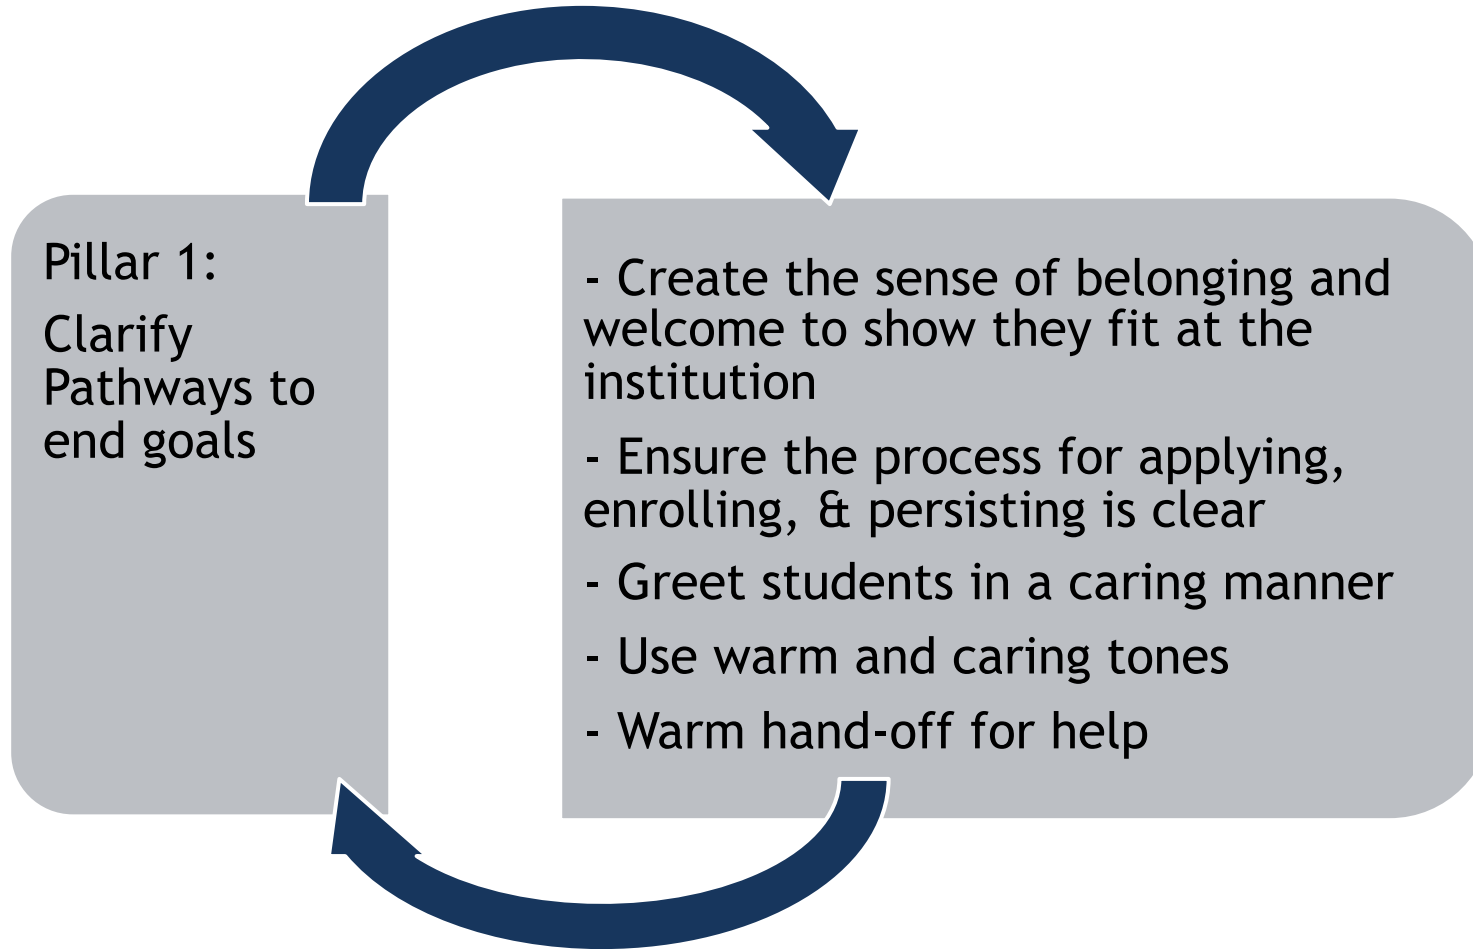 Pillar 1:
Clarify
Pathways to
end goals
- Create the sense of belonging and
welcome to show they fit at the
institution
- Ensure the process for applying,
enrolling, & persisting is clear
- Greet students in a caring manner
- Use warm and caring tones
- Warm hand-off for help